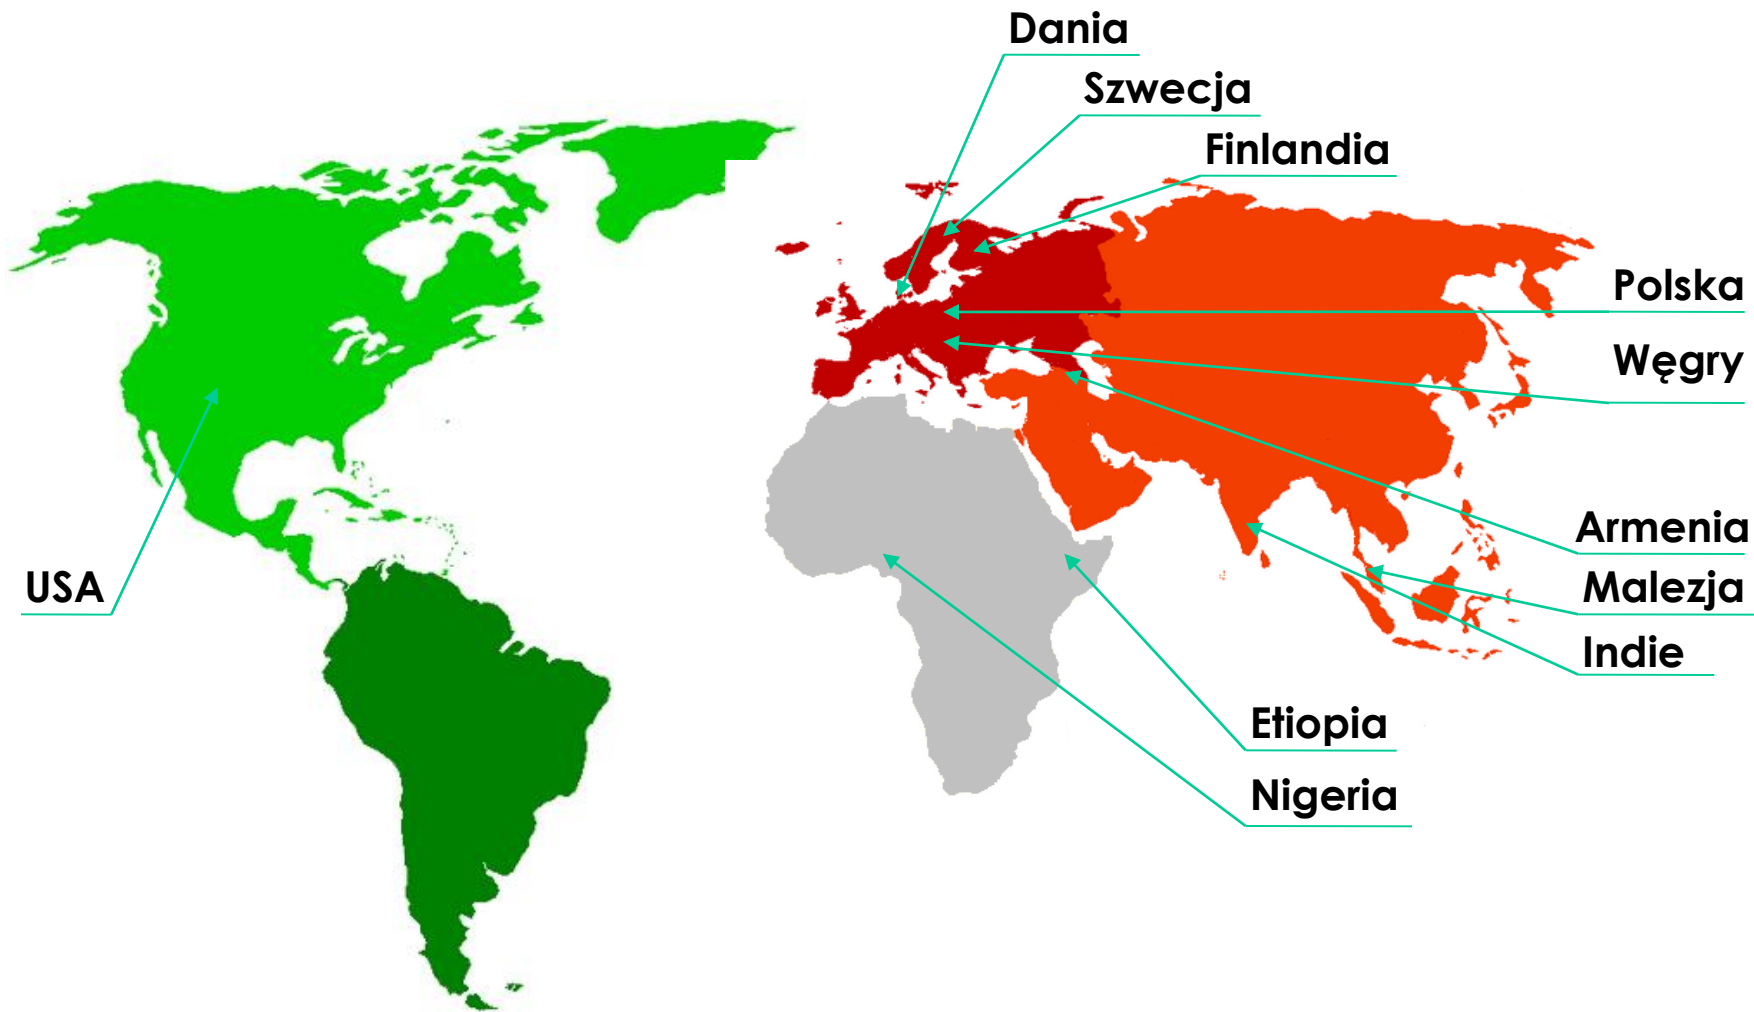 Dania
Szwecja
Finlandia
Polska
Węgry
Armenia
USA
Malezja
Indie
Etiopia
Nigeria